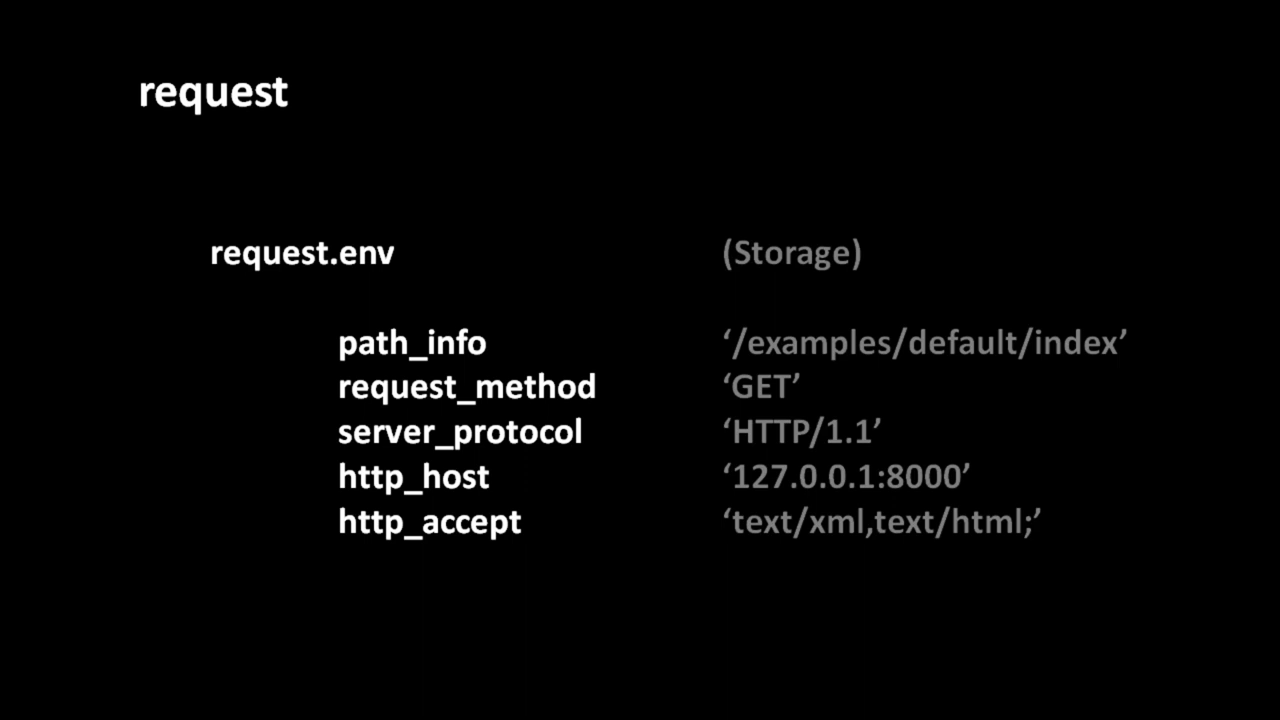 request
request.env (Storage)
path_info ‘/examples/default/index’
request_method ‘GET’
server_protocol ‘HTTP/1.1’
http_host ‘127.0.0.1:8000’
http_accept ‘text/xml,text/html;’